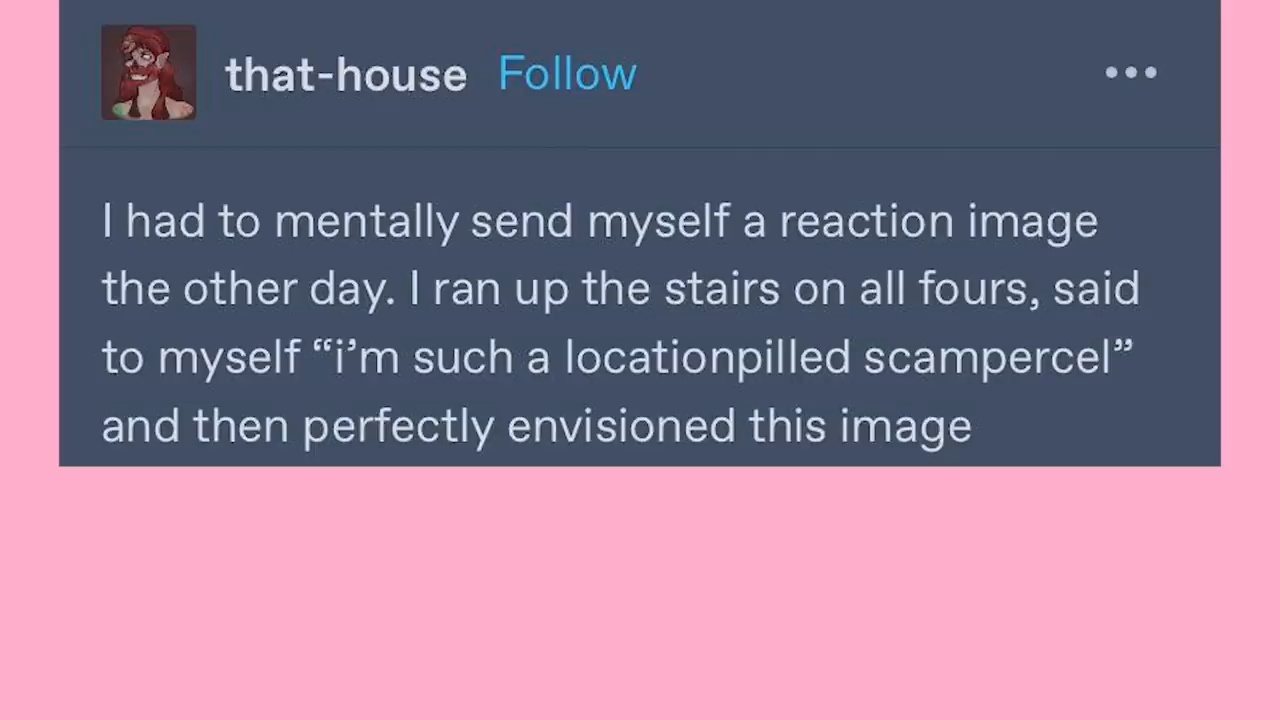 that-house Follow
I had to mentally send myself a reaction image
the other day. I ran up the stairs on all fours, said
to myself “i’m such a locationpilled scampercel”
and then perfectly envisioned this image